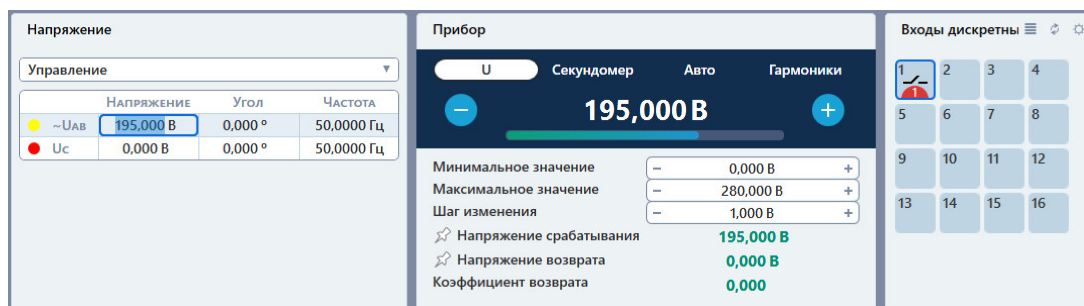 Напряжение
Управление
Напряжение Угол Частота
~UAB 195,000 В 0,000 ° 50,0000 Гц
Uc 0,000 В 0,000 ° 50,0000 Гц
Прибор
U Секундомер Авто Гармоники
− 195,000 В +
Минимальное значение − 0,000 В +
Максимальное значение − 280,000 В +
Шаг изменения − 1,000 В +
Напряжение срабатывания 195,000 В
Напряжение возврата 0,000 В
Коэффициент возврата 0,000
Входы дискретны
1 2 3 4
1
5 6 7 8
9 10 11 12
13 14 15 16